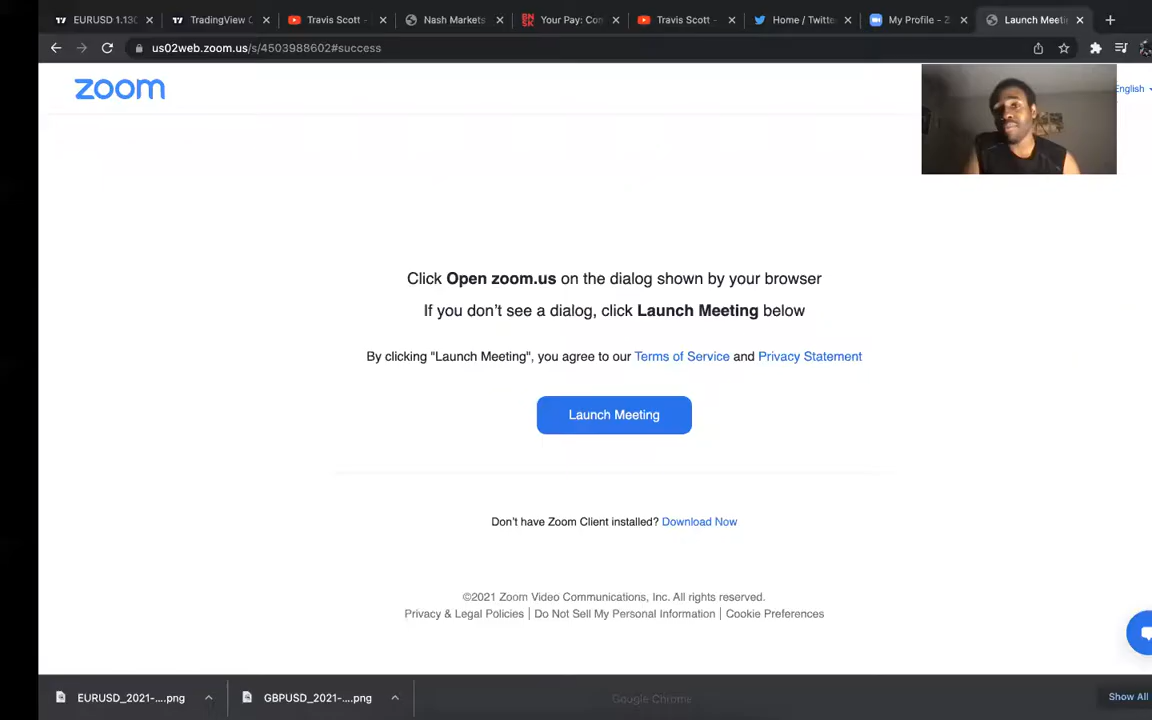 EURUSD 1.130
TradingView C
Travis Scott -
Nash Markets
BNSK
Your Pay: Con
Travis Scott -
Home / Twitte
My Profile - Z
Launch Meeti
us02web.zoom.us/s/4503988602#success
zoom
English
Click Open zoom.us on the dialog shown by your browser
If you don't see a dialog, click Launch Meeting below
By clicking "Launch Meeting", you agree to our Terms of Service and Privacy Statement
Launch Meeting
Don't have Zoom Client installed? Download Now
©2021 Zoom Video Communications, Inc. All rights reserved.
Privacy & Legal Policies | Do Not Sell My Personal Information | Cookie Preferences
EURUSD_2021-....png
GBPUSD_2021-....png
Google Chrome
Show All